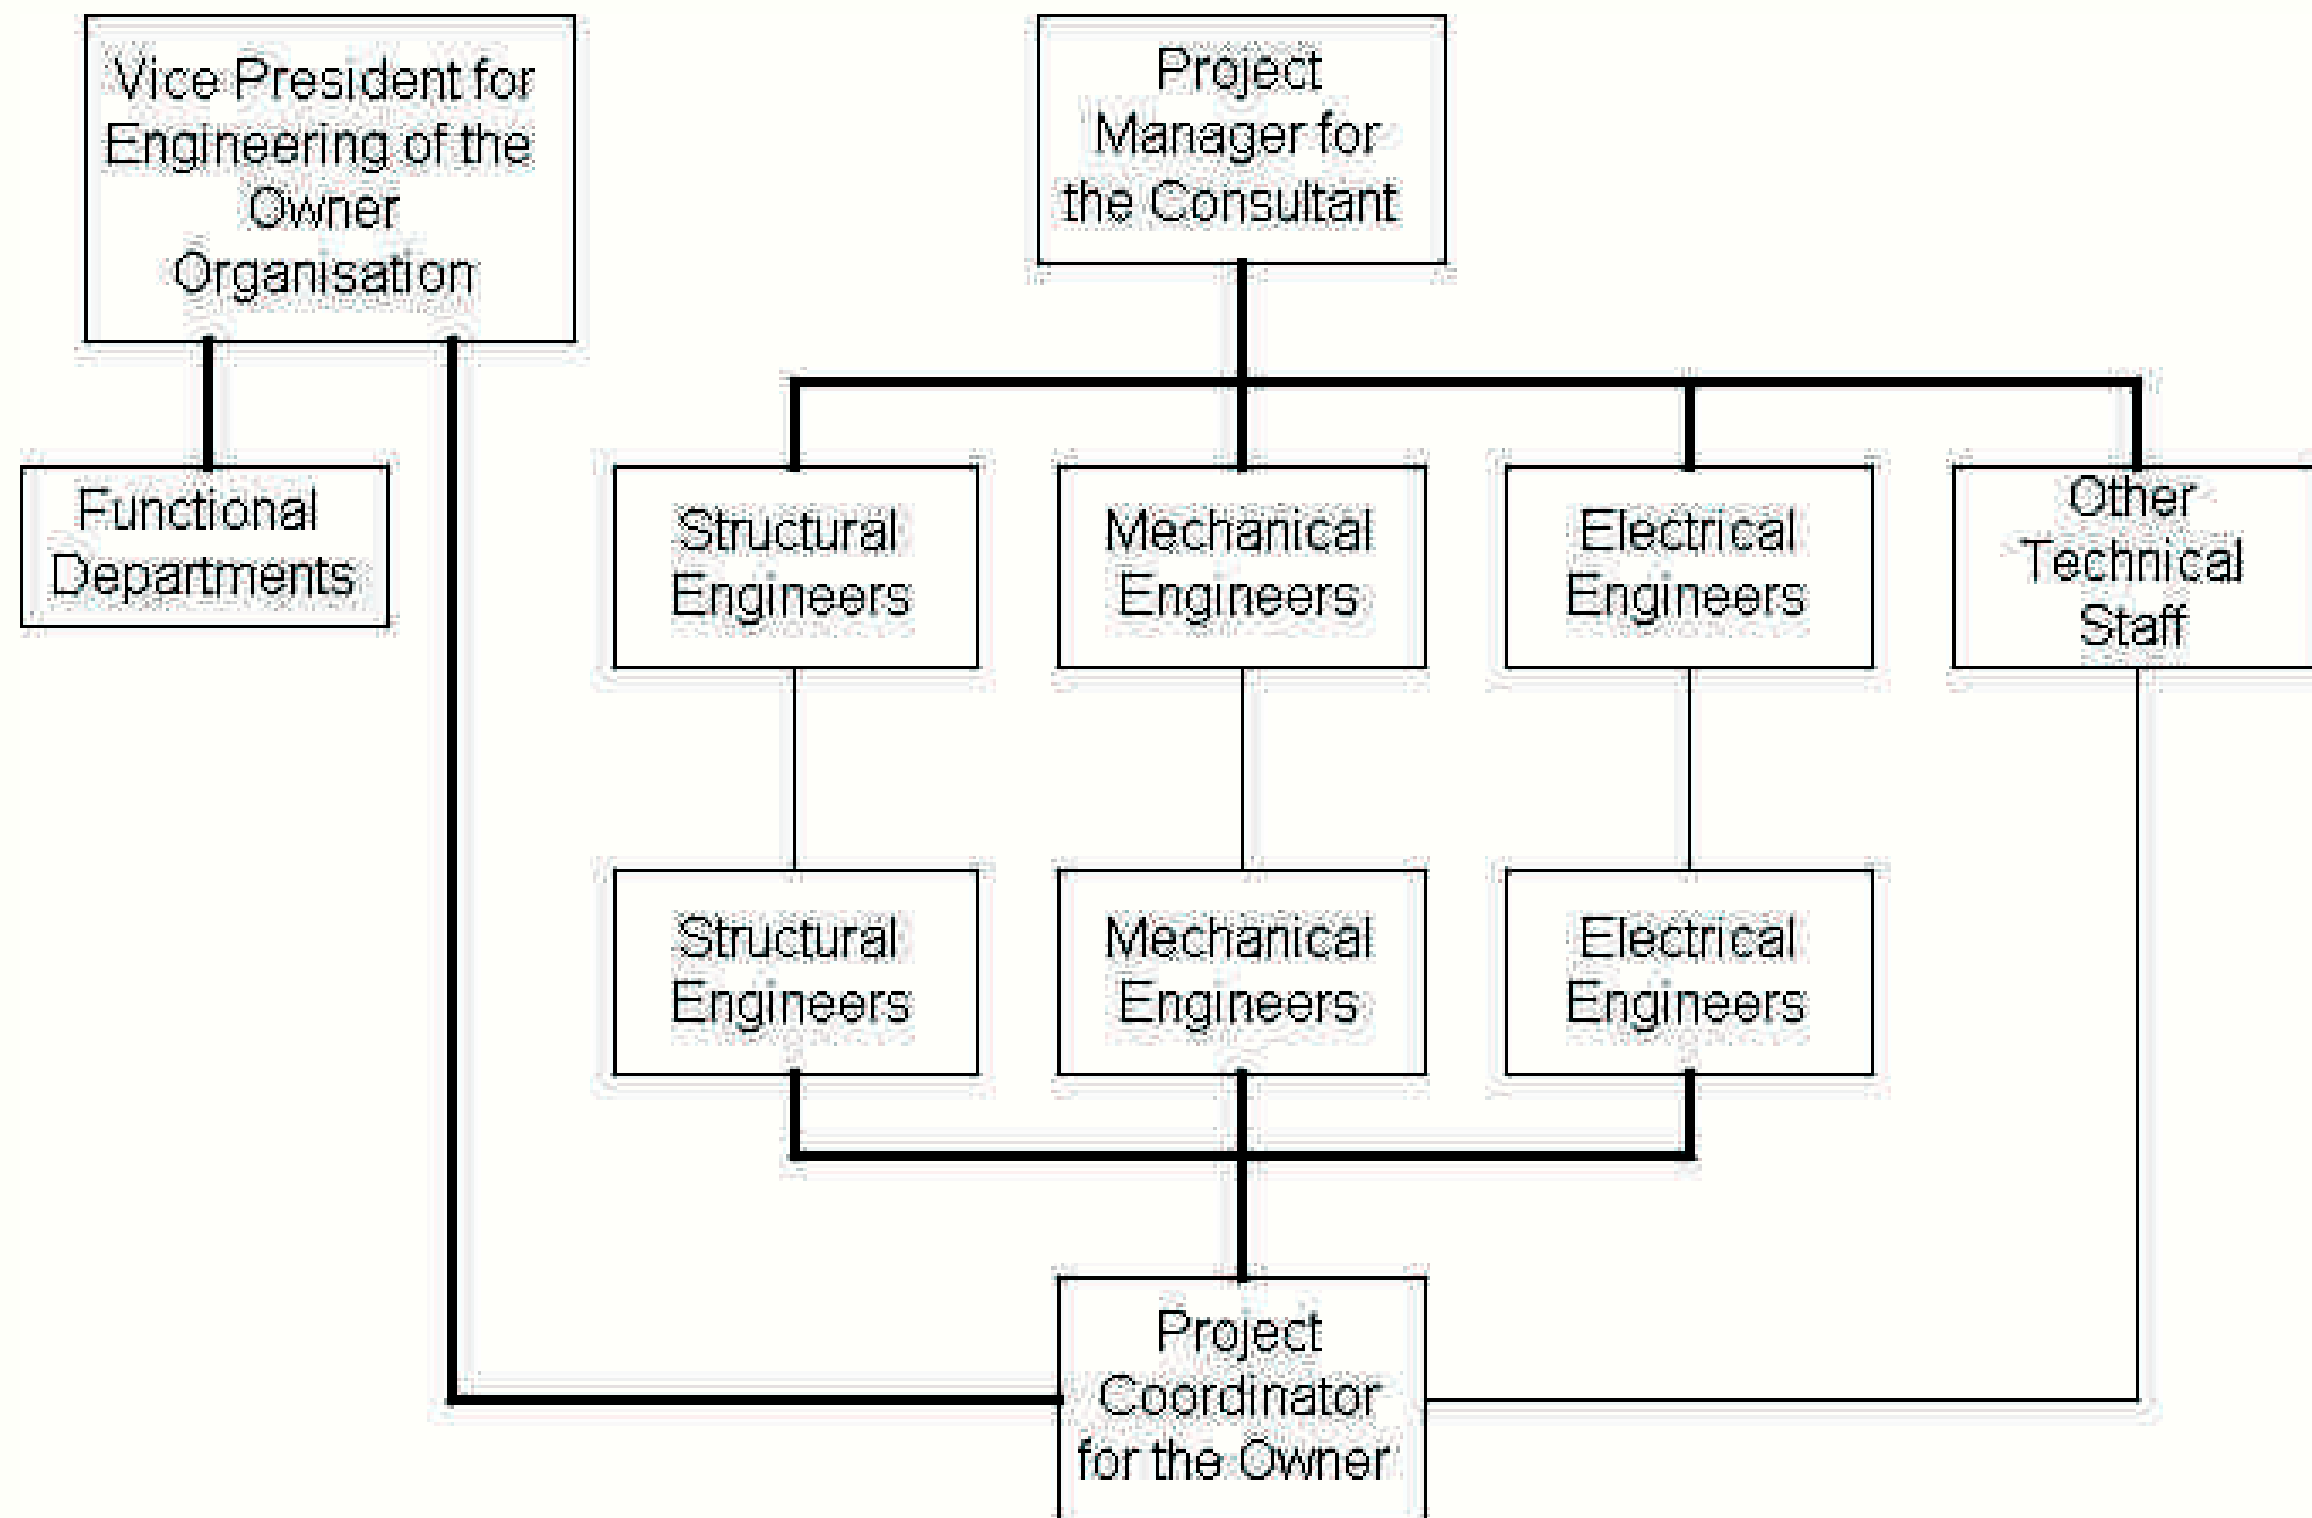 Vice President for
Engineering of the
Owner
Organisation
Project
Manager for
the Consultant
Functional
Departments
Structural
Engineers
Mechanical
Engineers
Electrical
Engineers
Other
Technical
Staff
Structural
Engineers
Mechanical
Engineers
Electrical
Engineers
Project
Coordinator
for the Owner